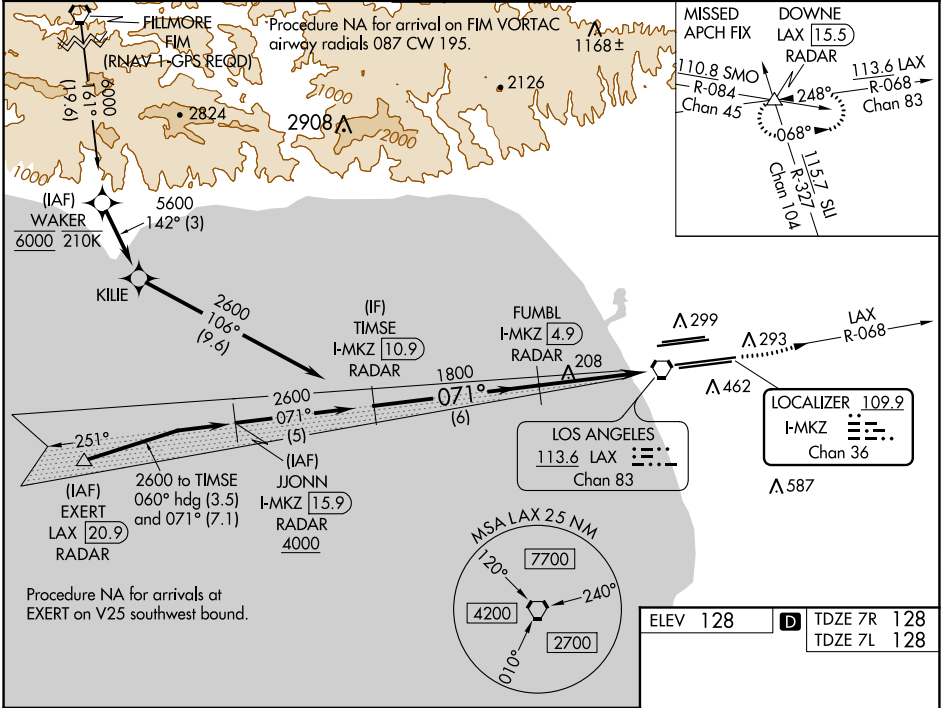 FILLMORE
FIM
(RNAV 1-GPS REQD)
6000
161°
(19.6)
*Procedure NA for arrival on FIM VORTAC
airway radials 087 CW 195.
1168 ±
2126
1000
2824
2908
2000
1000
MISSED
APCH FIX
DOWNE
LAX 15.5
RADAR
110.8 SMO
R-084
Chan 45
113.6 LAX
R-068
Chan 83
248°
068°
115.7 SLI
R-327
Chan 104
(IAF)
WAKER
6000 210K
5600
142° (3)
KILIE
2600
106°
(9.6)
(IF)
TIMSE
I-MKZ 10.9
RADAR
FUMBL
I-MKZ 4.9
RADAR
299
293
LAX
R-068
208
462
1800
071°
(6)
2600
071°
(5)
251°
(IAF)
EXERT
LAX 20.9
RADAR
2600 to TIMSE
060° hdg (3.5)
and 071° (7.1)
(IAF)
JJONN
I-MKZ 15.9
RADAR
4000
LOS ANGELES
113.6 LAX
Chan 83
LOCALIZER 109.9
I-MKZ
Chan 36
587
Procedure NA for arrivals at
EXERT on V25 southwest bound.
MSA LAX 25 NM
120°
7700
240°
4200
2700
010°
ELEV 128
D
TDZE 7R 128
TDZE 7L 128